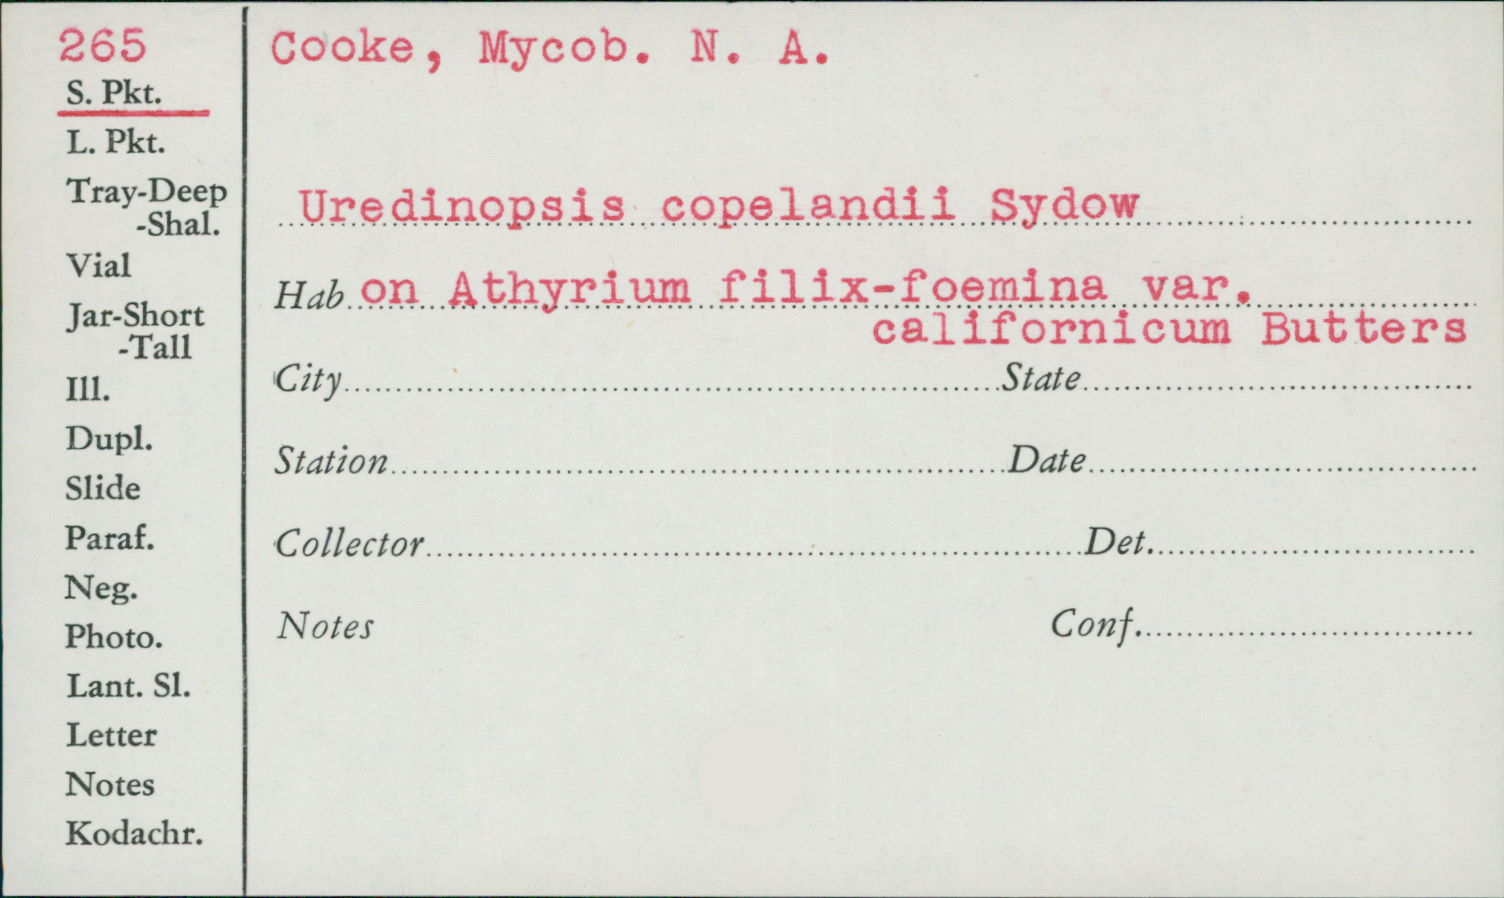 265
S. Pkt.
L. Pkt.
Tray-Deep
-Shal.
Vial
Jar-Short
-Tall
Ill.
Dupl.
Slide
Paraf.
Neg.
Photo.
Lant. Sl.
Letter
Notes
Kodachr.
Cooke, Mycob. N. A.
Uredinopsis copelandii Sydow
Hab on Athyrium filix-foemina var.
californicum Butters
City State
Station Date
Collector Det.
Notes Conf.